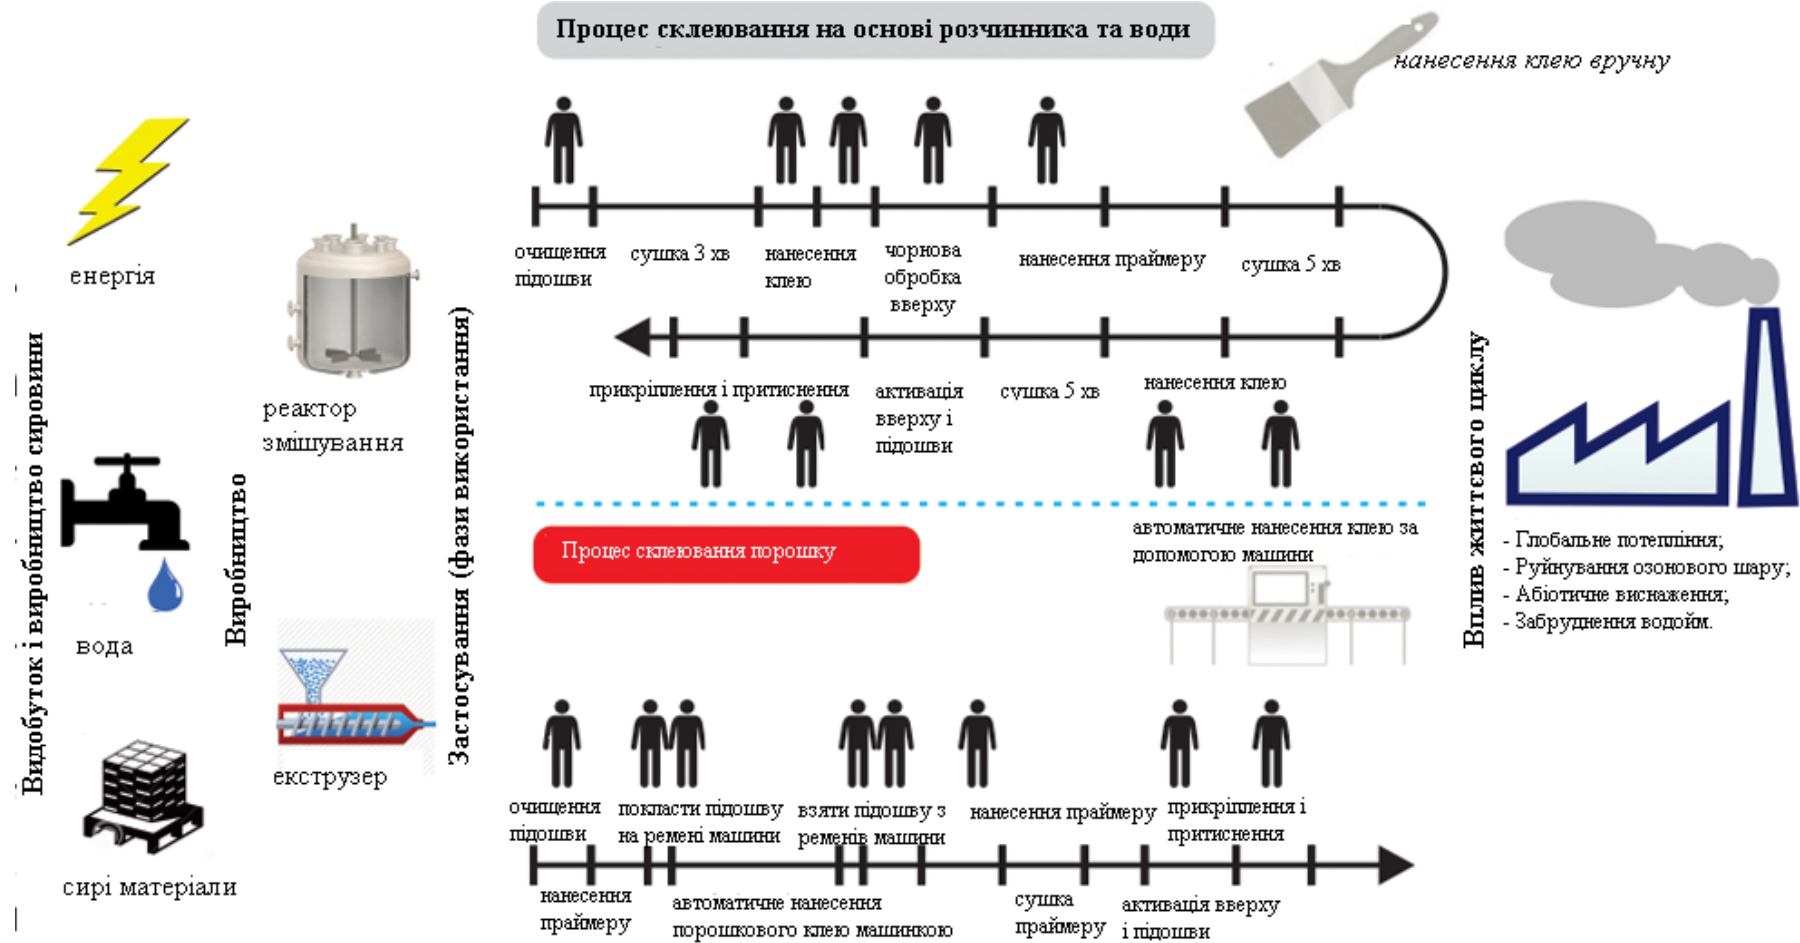 Процес склеювання на основі розчинника та води
нанесення клею вручну
енергія
вода
сирі матеріали
Видобуток і виробництво сировини
реактор
змішування
екструзер
Виробництво
Застосування (фази використання)
очищення
підошви
сушка 3 хв
нанесення
клею
чорнова
обробка
вверху
нанесення праймеру
сушка 5 хв
прикріплення і притиснення
активація
вверху і
підошви
сушка 5 хв
нанесення клею
Процес склеювання порошку
автоматичне нанесення клею за
допомогою машини
очищення
підошви
покласти підошву
на ремені машини
взяти підошву з
ременів машини
нанесення праймеру
прикріплення і
притиснення
нанесення
праймеру
автоматичне нанесення
порошкового клею машинкою
сушка
праймеру
активація вверху
і підошви
Вплив життєвого циклу
- Глобальне потепління;
- Руйнування озонового шару;
- Абіотичне виснаження;
- Забруднення водойм.